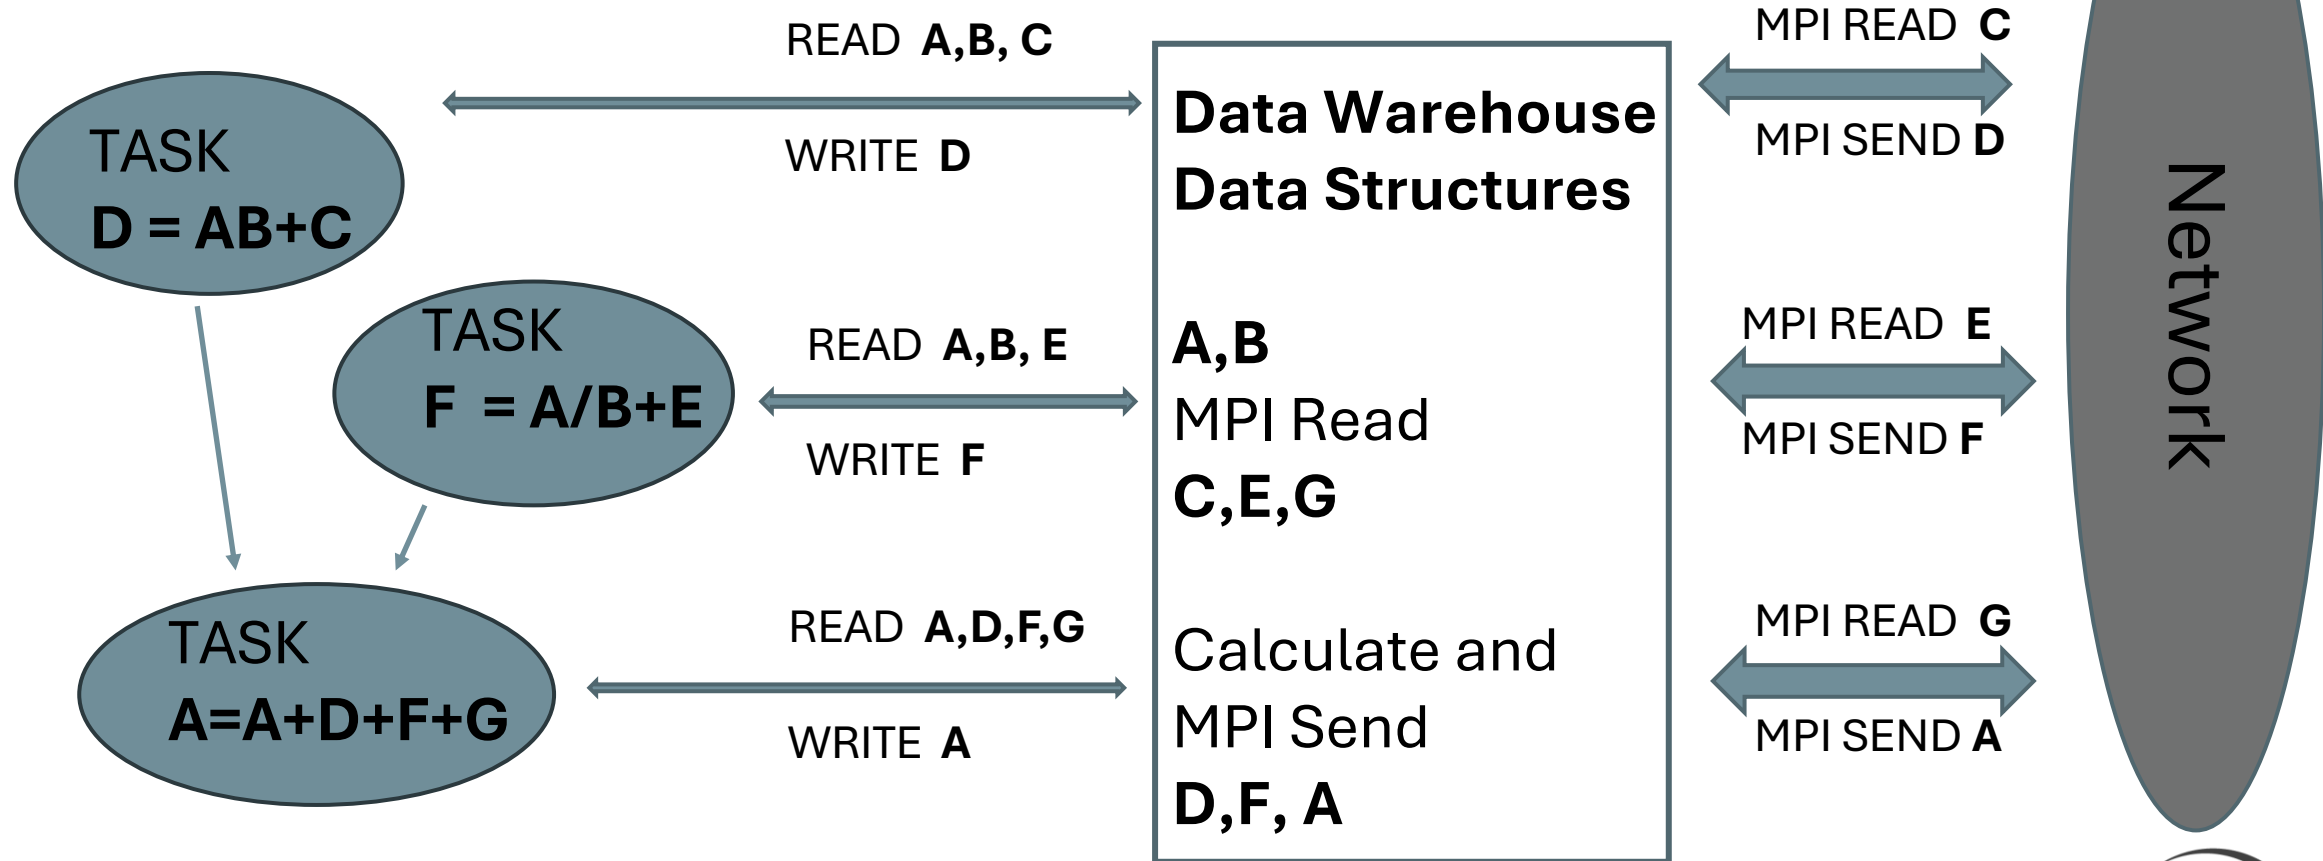 READ A,B, C
WRITE D
MPI READ C
MPI SEND D
TASK
D = AB+C
Data Warehouse
Data Structures
TASK
F = A/B+E
READ A,B, E
WRITE F
A,B
MPI Read
C,E,G
MPI READ E
MPI SEND F
Network
TASK
A=A+D+F+G
READ A,D,F,G
WRITE A
Calculate and
MPI Send
D,F, A
MPI READ G
MPI SEND A